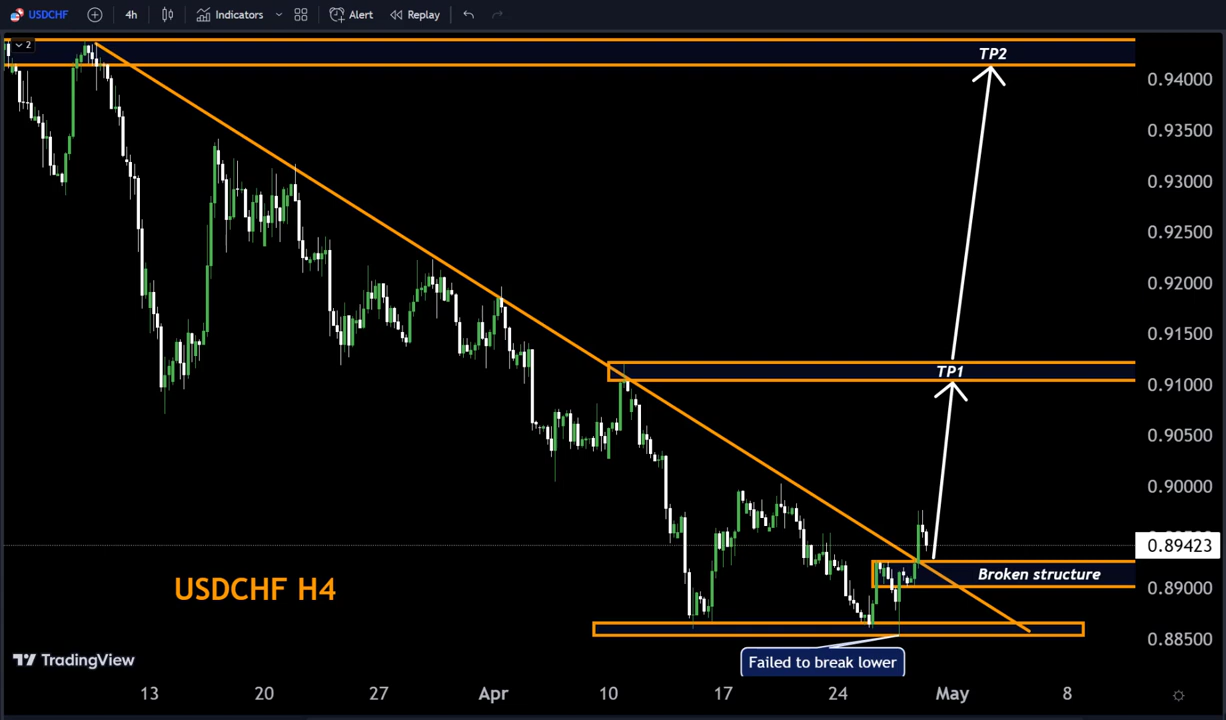 USDCHF
4h
Indicators
Alert
Replay
2
TP2
0.94000
0.93500
0.93000
0.92500
0.92000
0.91500
TP1
0.91000
0.90500
0.90000
0.89423
Broken structure
0.89000
USDCHF H4
0.88500
Failed to break lower
TradingView
13
20
27
Apr
10
17
24
May
8